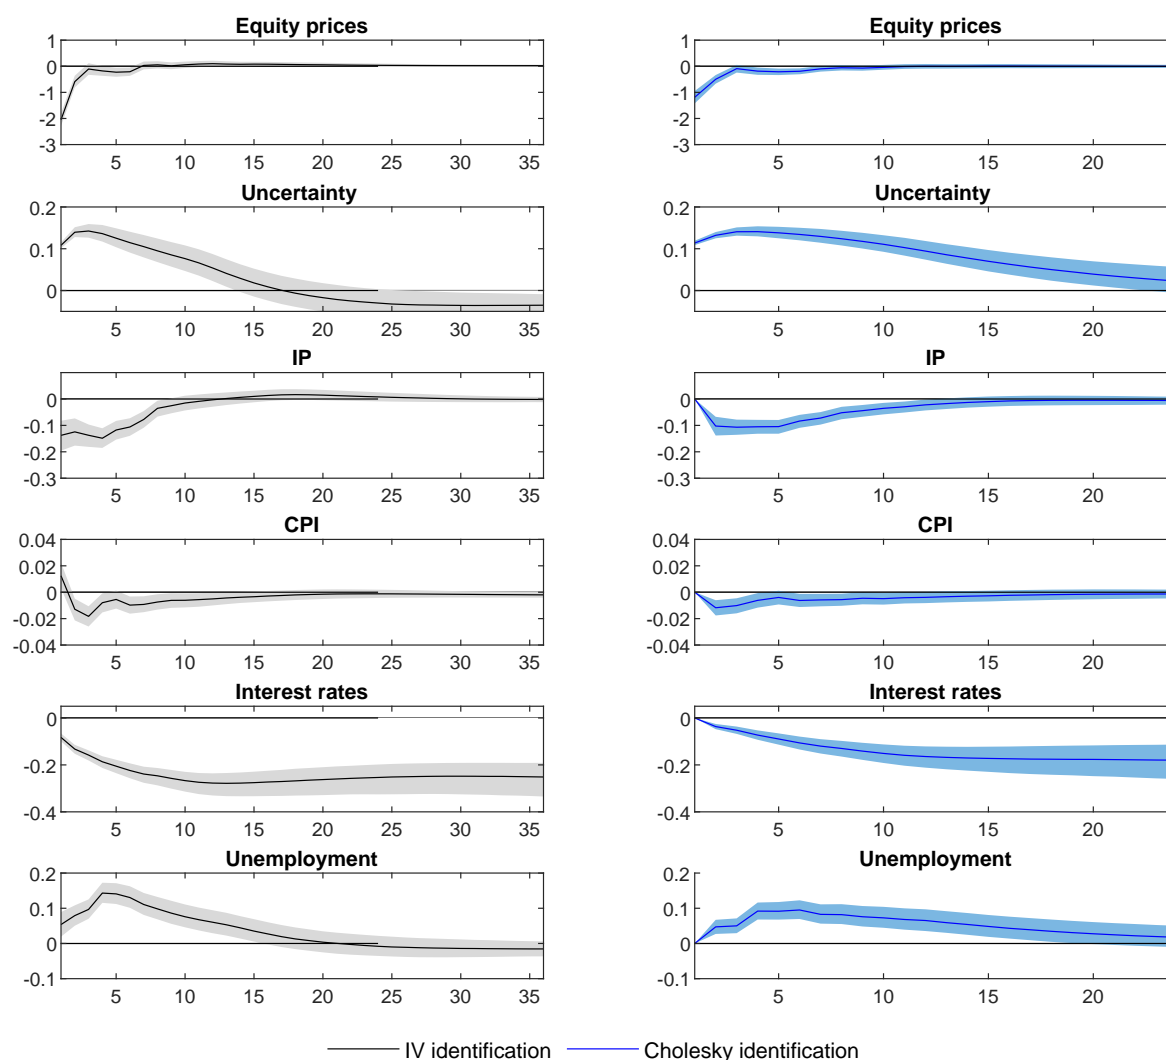 Equity prices
Equity prices
1
0
-1
-2
-3
5 10 15 20 25 30 35
1
0
-1
-2
-3
5 10 15 20
Uncertainty
Uncertainty
0.2
0.1
0
5 10 15 20 25 30 35
0.2
0.1
0
5 10 15 20
IP
IP
0
-0.1
-0.2
-0.3
5 10 15 20 25 30 35
0
-0.1
-0.2
-0.3
5 10 15 20
CPI
CPI
0.04
0.02
0
-0.02
-0.04
5 10 15 20 25 30 35
0.04
0.02
0
-0.02
-0.04
5 10 15 20
Interest rates
Interest rates
0
-0.2
-0.4
5 10 15 20 25 30 35
0
-0.2
-0.4
5 10 15 20
Unemployment
Unemployment
0.2
0.1
0
-0.1
5 10 15 20 25 30 35
0.2
0.1
0
-0.1
5 10 15 20
IV identification Cholesky identification